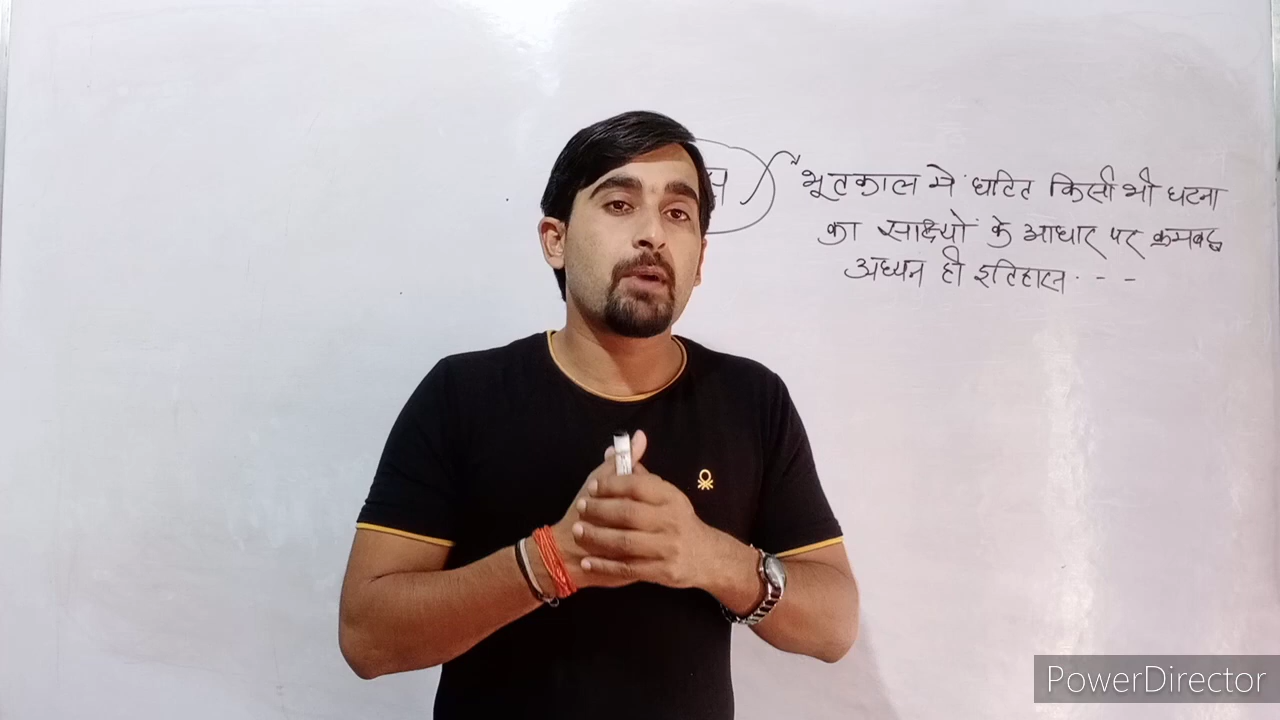 भूतकाल में घटित किसी भी घटना
का साक्ष्यों के आधार पर क्रमबद्ध
अध्यन ही इतिहास - - -
PowerDirector